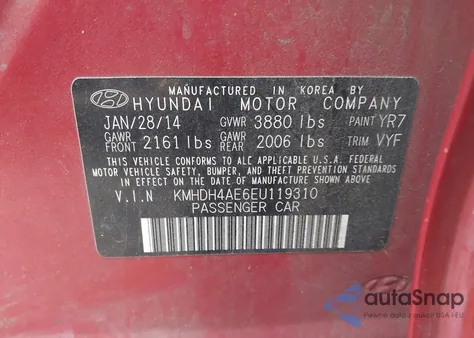 MANUFACTURED IN KOREA BY
HYUNDAI MOTOR COMPANY
JAN/28/14 GVWR 3880 lbs PAINT YR7
GAWR FRONT 2161 lbs GAWR REAR 2006 lbs TRIM VYF
THIS VEHICLE CONFORMS TO ALL APPLICABLE U.S.A. FEDERAL
MOTOR VEHICLE SAFETY, BUMPER, AND THEFT PREVENTION
STANDARDS IN EFFECT ON THE DATE OF MANUFACTURE SHOWN ABOVE.
V.I.N KMHDH4AE6EU119310
PASSENGER CAR
autoSnap